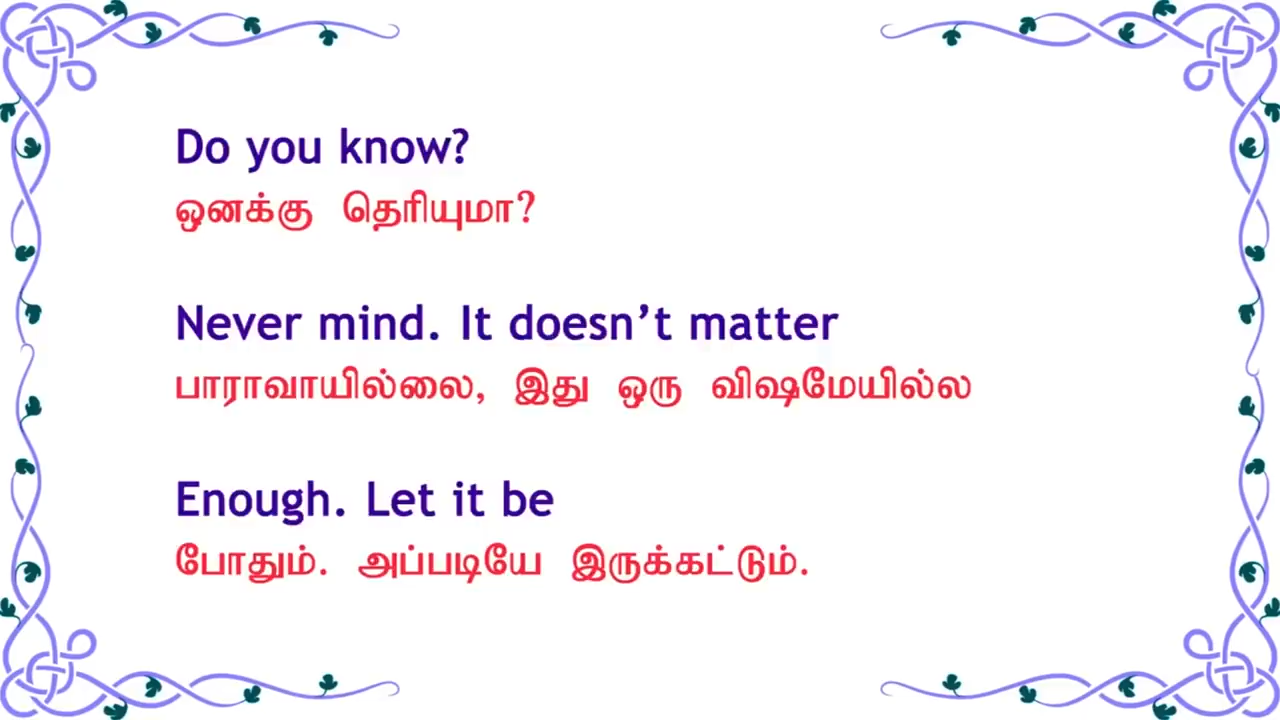 Do you know?
ஒனக்கு தெரியுமா?
Never mind. It doesn’t matter
பாராவாயில்லை, இது ஒரு விஷமேயில்ல
Enough. Let it be
போதும். அப்படியே இருக்கட்டும்.